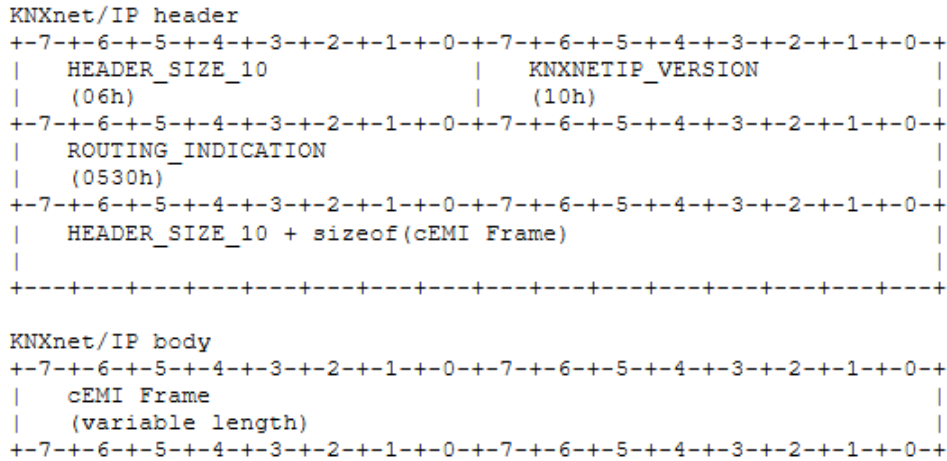 KNXnet/IP header
+-7-+-6-+-5-+-4-+-3-+-2-+-1-+-0-+-7-+-6-+-5-+-4-+-3-+-2-+-1-+-0-+
|   HEADER_SIZE_10              |   KNXNETIP_VERSION            |
|   (06h)                       |   (10h)                       |
+-7-+-6-+-5-+-4-+-3-+-2-+-1-+-0-+-7-+-6-+-5-+-4-+-3-+-2-+-1-+-0-+
|   ROUTING_INDICATION                                          |
|   (0530h)                                                     |
+-7-+-6-+-5-+-4-+-3-+-2-+-1-+-0-+-7-+-6-+-5-+-4-+-3-+-2-+-1-+-0-+
|   HEADER_SIZE_10 + sizeof(cEMI Frame)                         |
|                                                               |
+---+---+---+---+---+---+---+---+---+---+---+---+---+---+---+---+
KNXnet/IP body
+-7-+-6-+-5-+-4-+-3-+-2-+-1-+-0-+-7-+-6-+-5-+-4-+-3-+-2-+-1-+-0-+
|   cEMI Frame                                                  |
|   (variable length)                                           |
+-7-+-6-+-5-+-4-+-3-+-2-+-1-+-0-+-7-+-6-+-5-+-4-+-3-+-2-+-1-+-0-+